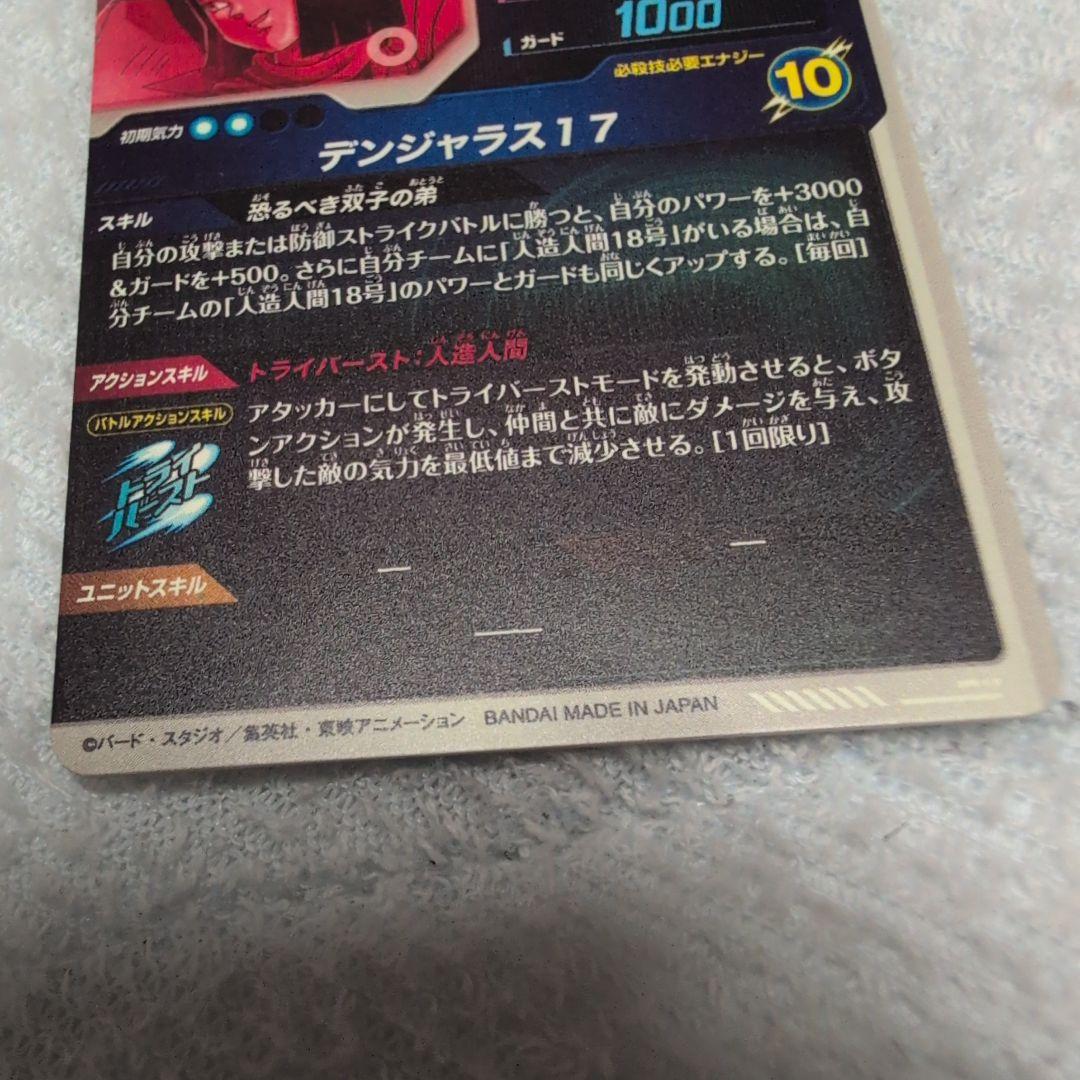 ガード 1000
必殺技必要エナジー 10
初期気力
デンジャラス17
スキル 恐るべき双子の弟
自分の攻撃または防御ストライクバトルに勝つと、自分のパワーを+3000
&ガードを+500。さらに自分チームに「人造人間18号」がいる場合は、自
分チームの「人造人間18号」のパワーとガードも同じくアップする。[毎回]
アクションスキル トライバースト:人造人間
バトルアクションスキル
アタッカーにしてトライバーストモードを発動させると、ボタ
ンアクションが発生し、仲間と共に敵にダメージを与え、攻
撃した敵の気力を最低値まで減少させる。[1回限り]
トライ
バースト
ー
ー
ユニットスキル
ー
©バード・スタジオ/集英社・東映アニメーション BANDAI MADE IN JAPAN